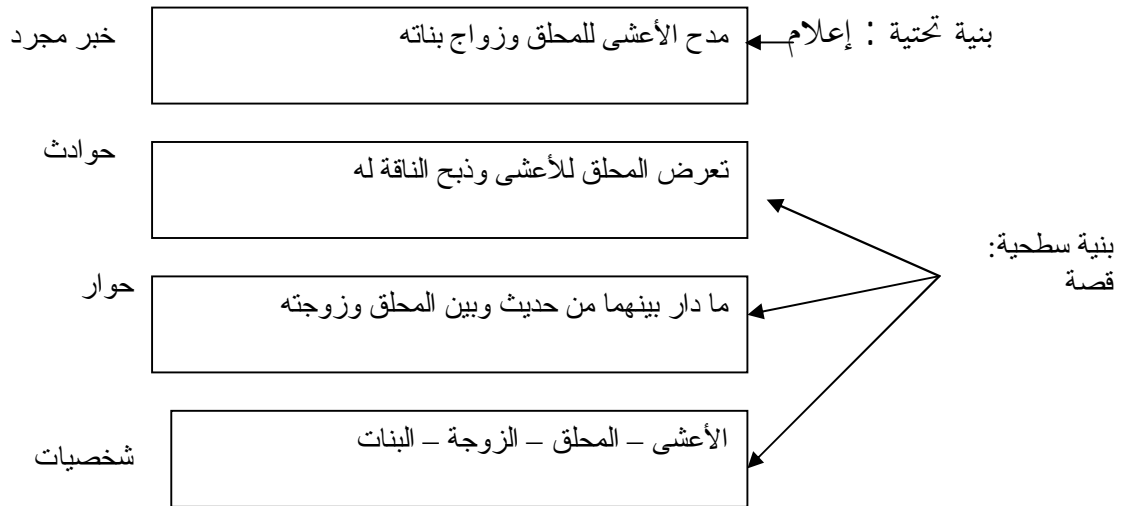 بنية تحتية : إعلام
مدح الأعشى للمحلق وزواج بناته
خبر مجرد
تعرض المحلق للأعشى وذبح الناقة له
حوادث
بنية سطحية:
قصة
ما دار بينهما من حديث وبين المحلق وزوجته
حوار
الأعشى – المحلق – الزوجة – البنات
شخصيات